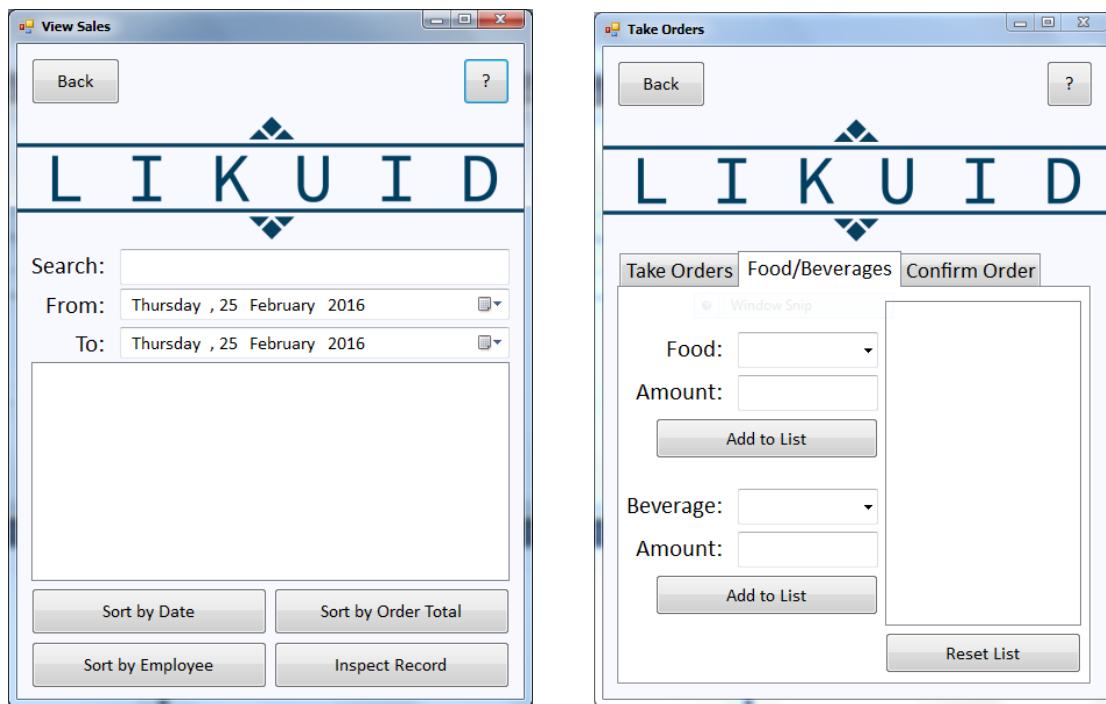 View Sales
Back
?
LIKUID
Search:
From: Thursday , 25 February 2016
To: Thursday , 25 February 2016
Sort by Date
Sort by Order Total
Sort by Employee
Inspect Record
Take Orders
Back
?
LIKUID
Take Orders
Food/Beverages
Confirm Order
Window Snip
Food:
Amount:
Add to List
Beverage:
Amount:
Add to List
Reset List